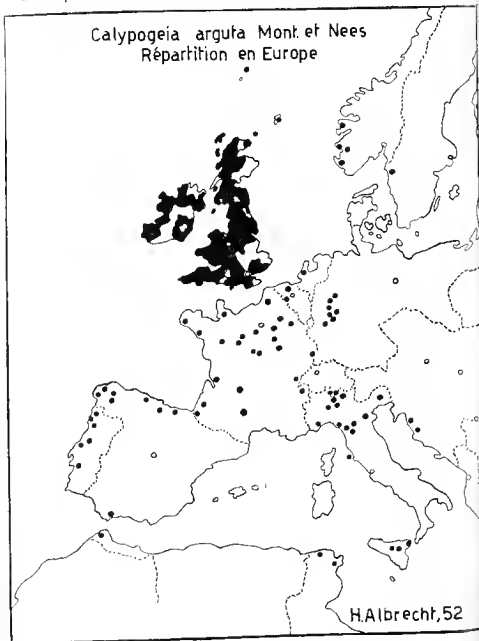 Calypogeia arguta Mont. et Nees
Répartition en Europe
H.Albrecht,52